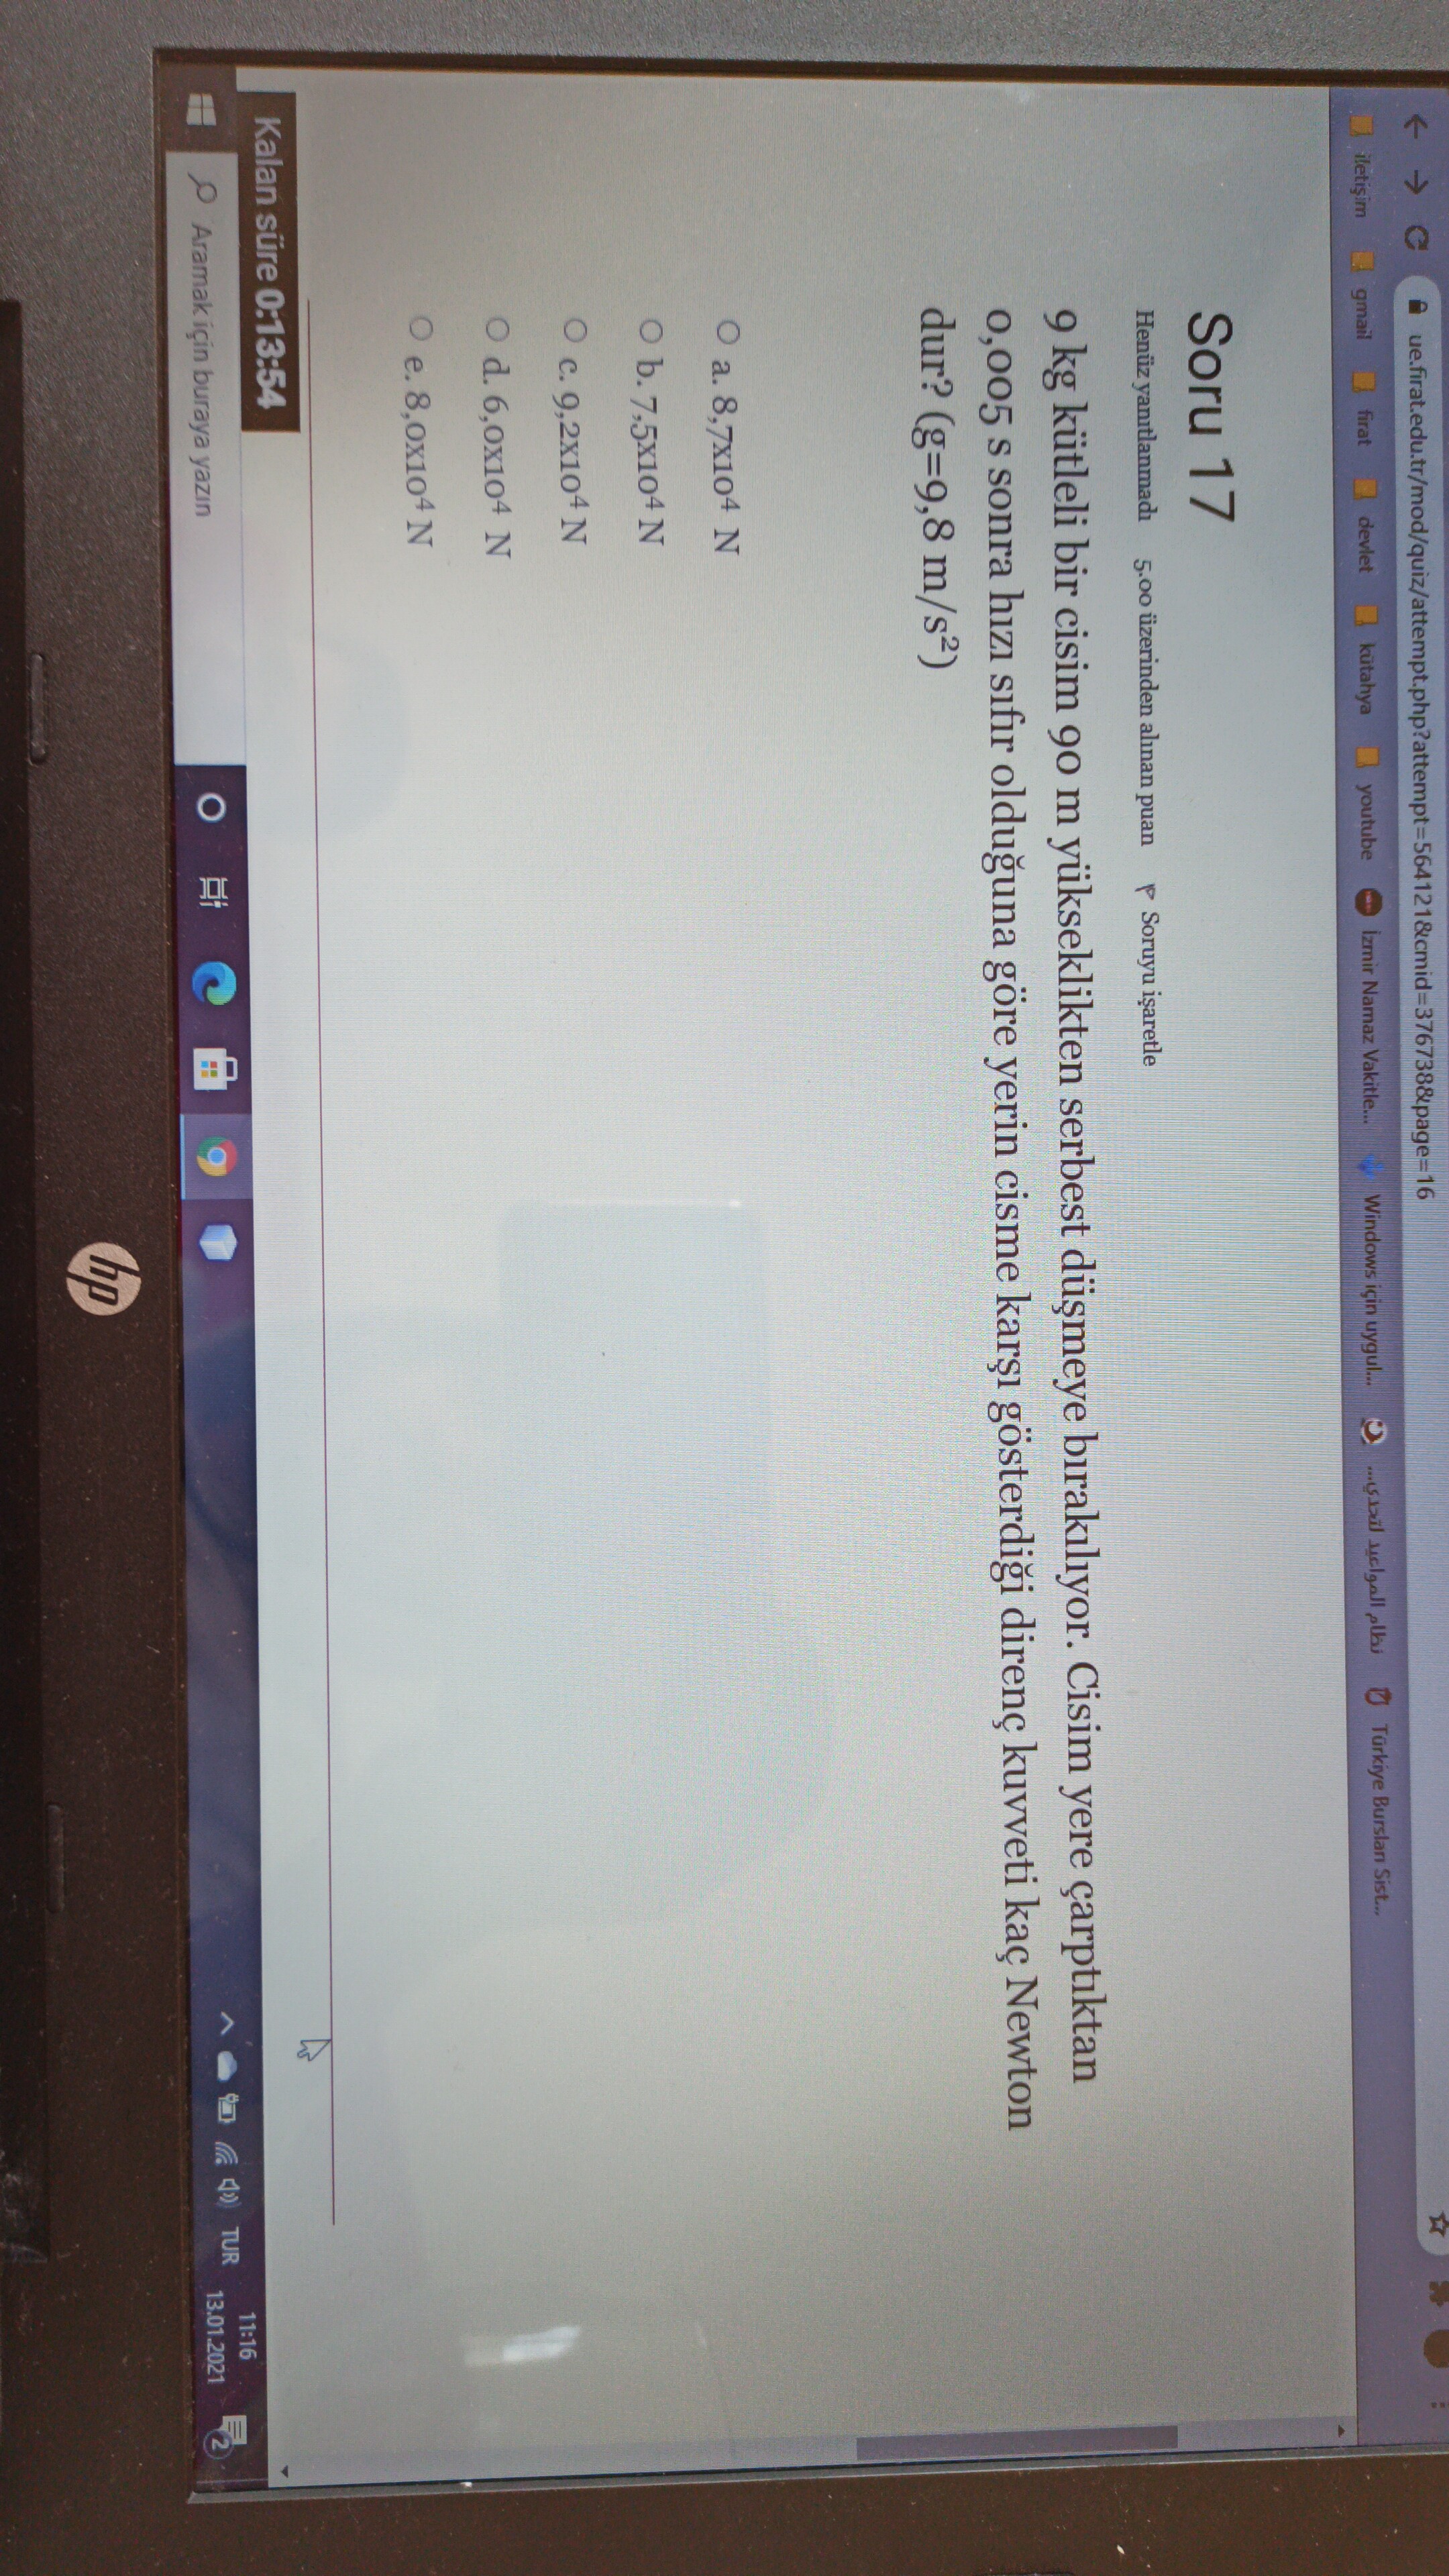 ue.firat.edu.tr/mod/quiz/attempt.php?attempt=564121&cmid=376738&page=16
iletişim gmail fırat devlet kütahya youtube İzmir Namaz Vakitle... Windows için uygul... نظام المواعيد لتحدي... Türkiye Bursları Sist...
Soru 17
Henüz yanıtlanmadı 5.00 üzerinden alınan puan Soruyu işaretle
9 kg kütleli bir cisim 90 m yükseklikten serbest düşmeye bırakılıyor. Cisim yere çarptıktan
0,005 s sonra hızı sıfır olduğuna göre yerin cisme karşı gösterdiği direnç kuvveti kaç Newton
dur? (g=9,8 m/s²)
a. 8,7x10⁴ N
b. 7,5x10⁴ N
c. 9,2x10⁴ N
d. 6,0x10⁴ N
e. 8,0x10⁴ N
Kalan süre 0:13:54
Aramak için buraya yazın
TUR
11:16
13.01.2021
2
hp